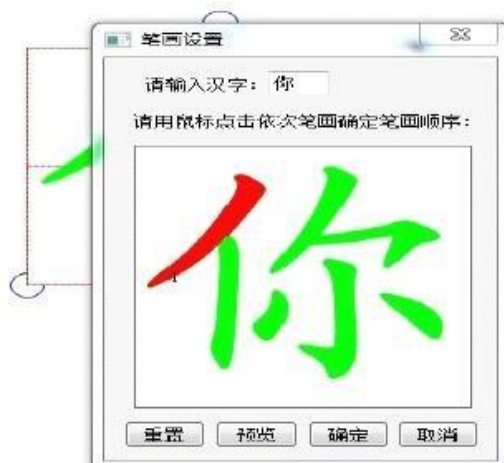 笔画设置
请输入汉字：你
请用鼠标点击依次笔画确定笔画顺序：
你
重置 预览 确定 取消